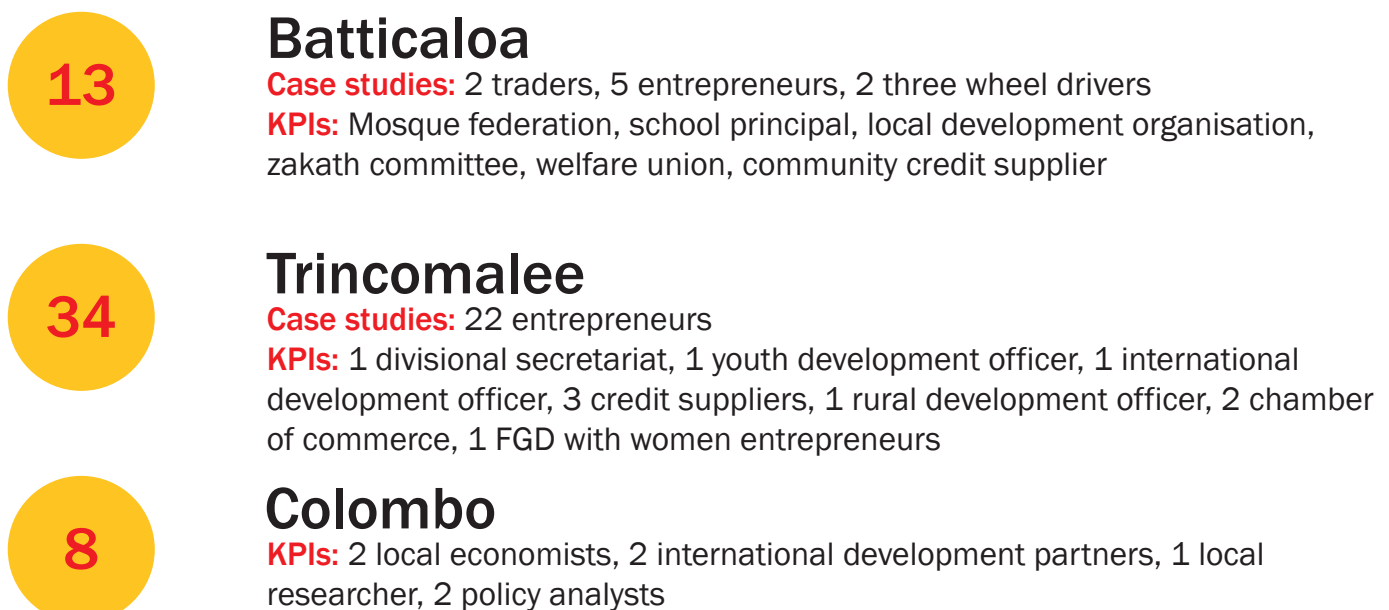 13
Batticaloa
Case studies: 2 traders, 5 entrepreneurs, 2 three wheel drivers
KPIs: Mosque federation, school principal, local development organisation,
zakath committee, welfare union, community credit supplier
34
Trincomalee
Case studies: 22 entrepreneurs
KPIs: 1 divisional secretariat, 1 youth development officer, 1 international
development officer, 3 credit suppliers, 1 rural development officer, 2 chamber
of commerce, 1 FGD with women entrepreneurs
8
Colombo
KPIs: 2 local economists, 2 international development partners, 1 local
researcher, 2 policy analysts